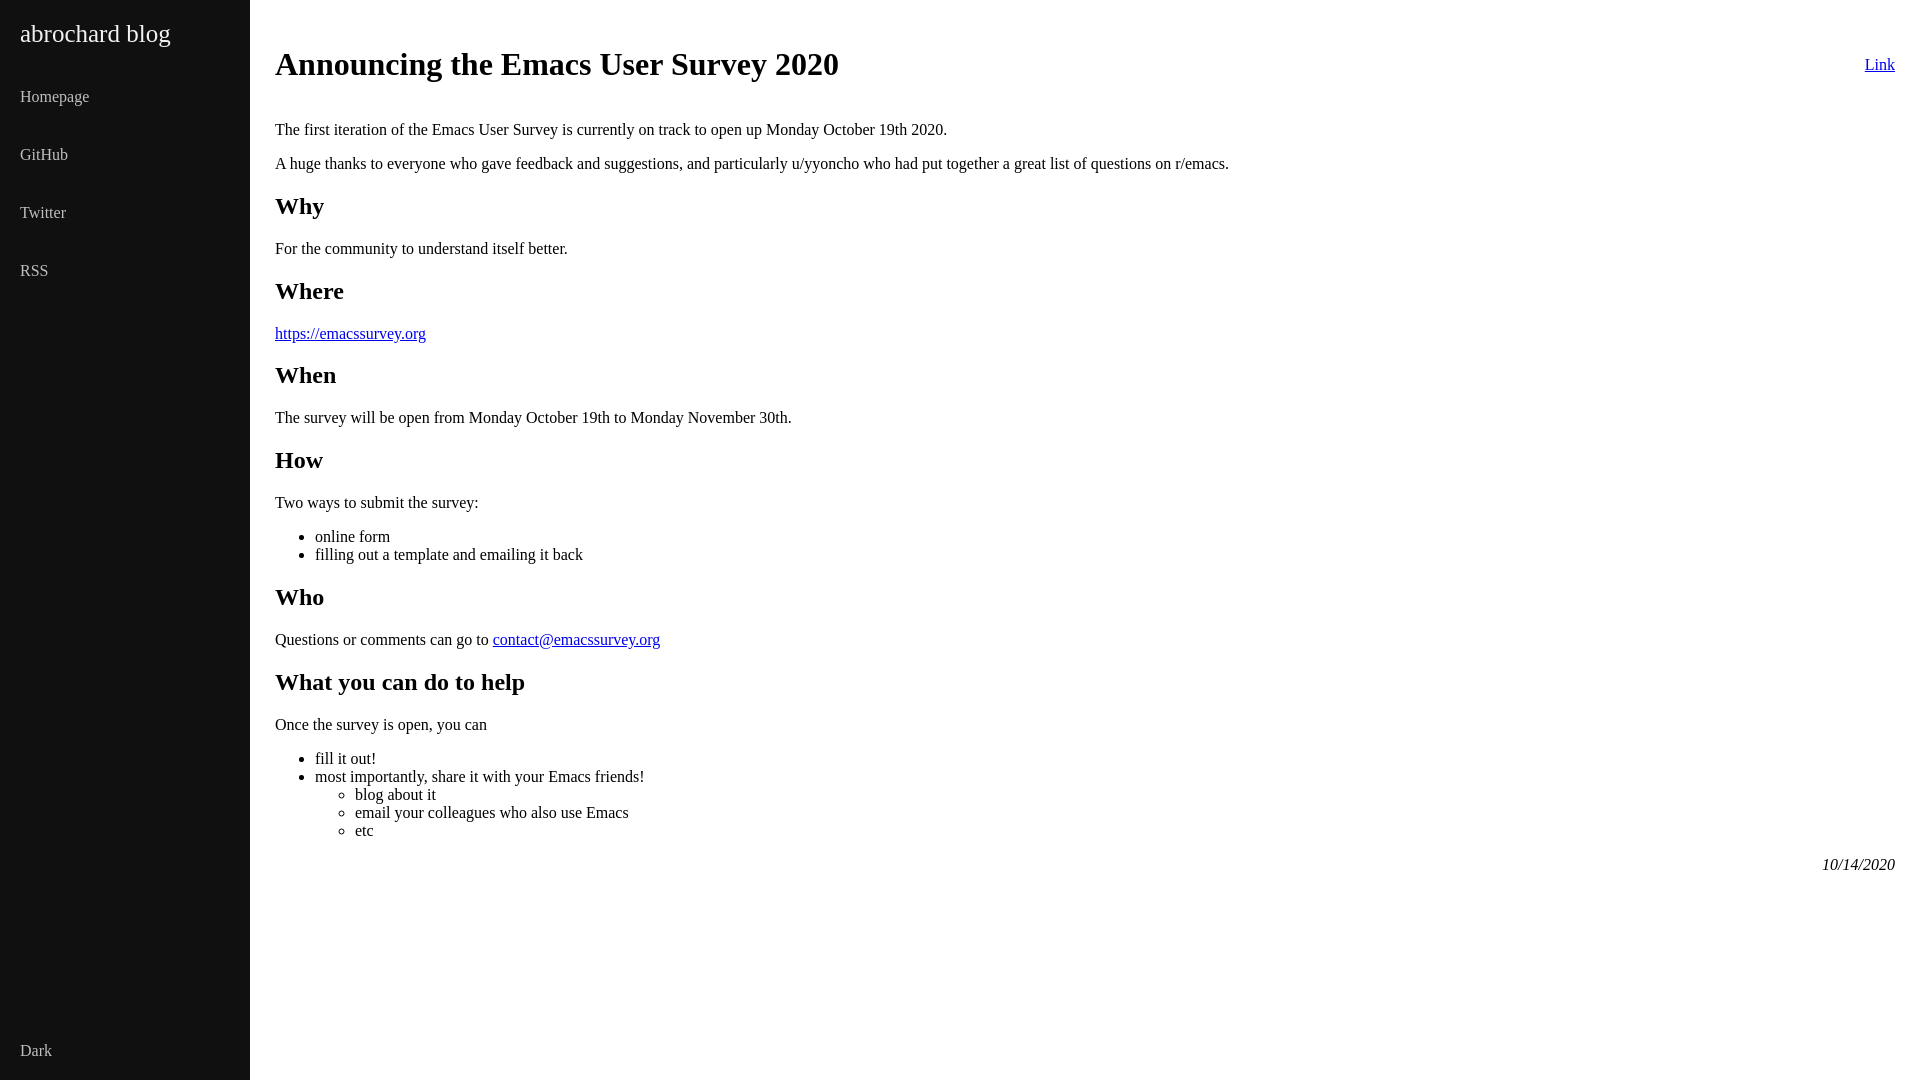 abrochard blog
Homepage
GitHub
Twitter
RSS
Dark
Announcing the Emacs User Survey 2020
Link
The first iteration of the Emacs User Survey is currently on track to open up Monday October 19th 2020.
A huge thanks to everyone who gave feedback and suggestions, and particularly u/yyoncho who had put together a great list of questions on r/emacs.
Why
For the community to understand itself better.
Where
https://emacssurvey.org
When
The survey will be open from Monday October 19th to Monday November 30th.
How
Two ways to submit the survey:
online form
filling out a template and emailing it back
Who
Questions or comments can go to contact@emacssurvey.org
What you can do to help
Once the survey is open, you can
fill it out!
most importantly, share it with your Emacs friends!
blog about it
email your colleagues who also use Emacs
etc
10/14/2020